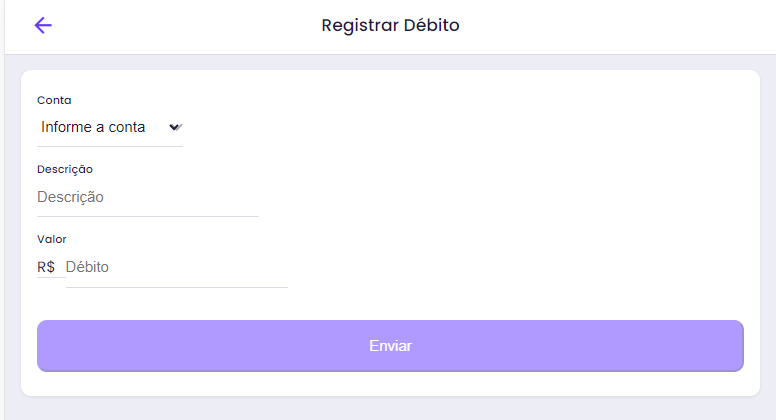 Registrar Débito
Conta
Informe a conta
Descrição
Descrição
Valor
R$ Débito
Enviar